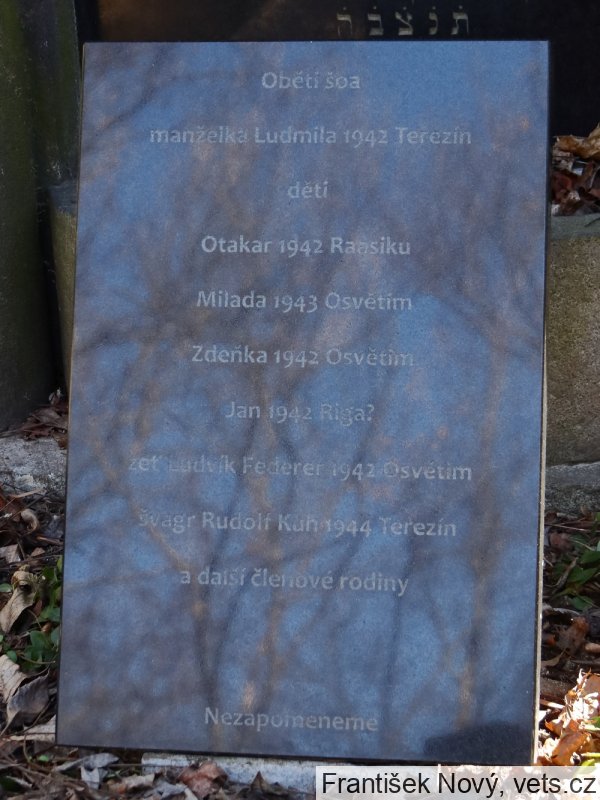 ת נ צ ב ה
Oběti šoa
manželka Ludmila 1942 Terezín
děti
Otakar 1942 Raasiku
Milada 1943 Osvětim
Zdeňka 1942 Osvětim
Jan 1942 Riga?
zeť Ludvík Federer 1942 Osvětim
švagr Rudolf Kuh 1944 Terezín
a další členové rodiny
Nezapomeneme
František Nový, vets.cz